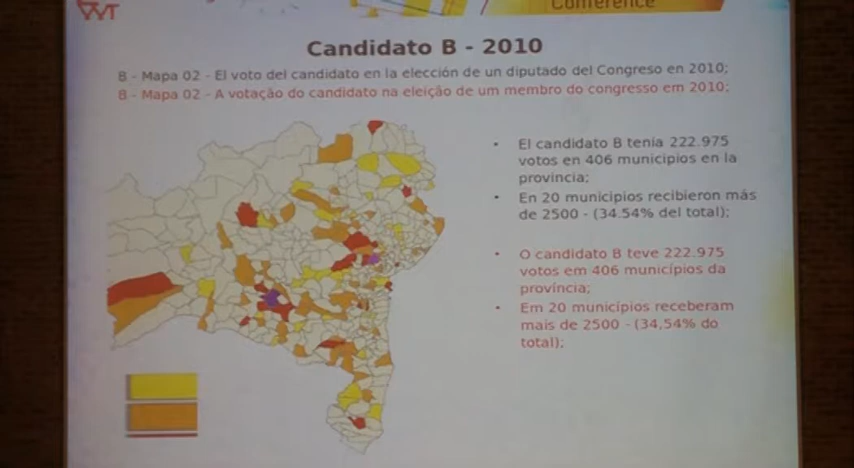 Conference
Candidato B - 2010
B - Mapa 02 - El voto del candidato en la elección de un diputado del Congreso en 2010;
B - Mapa 02 - A votação do candidato na eleição de um membro do congresso em 2010;
• El candidato B tenía 222.975
votos en 406 municipios en la
provincia;
• En 20 municipios recibieron más
de 2500 - (34.54% del total);
• O candidato B teve 222.975
votos em 406 municípios da
província;
• Em 20 municípios receberam
mais de 2500 - (34,54% do
total);